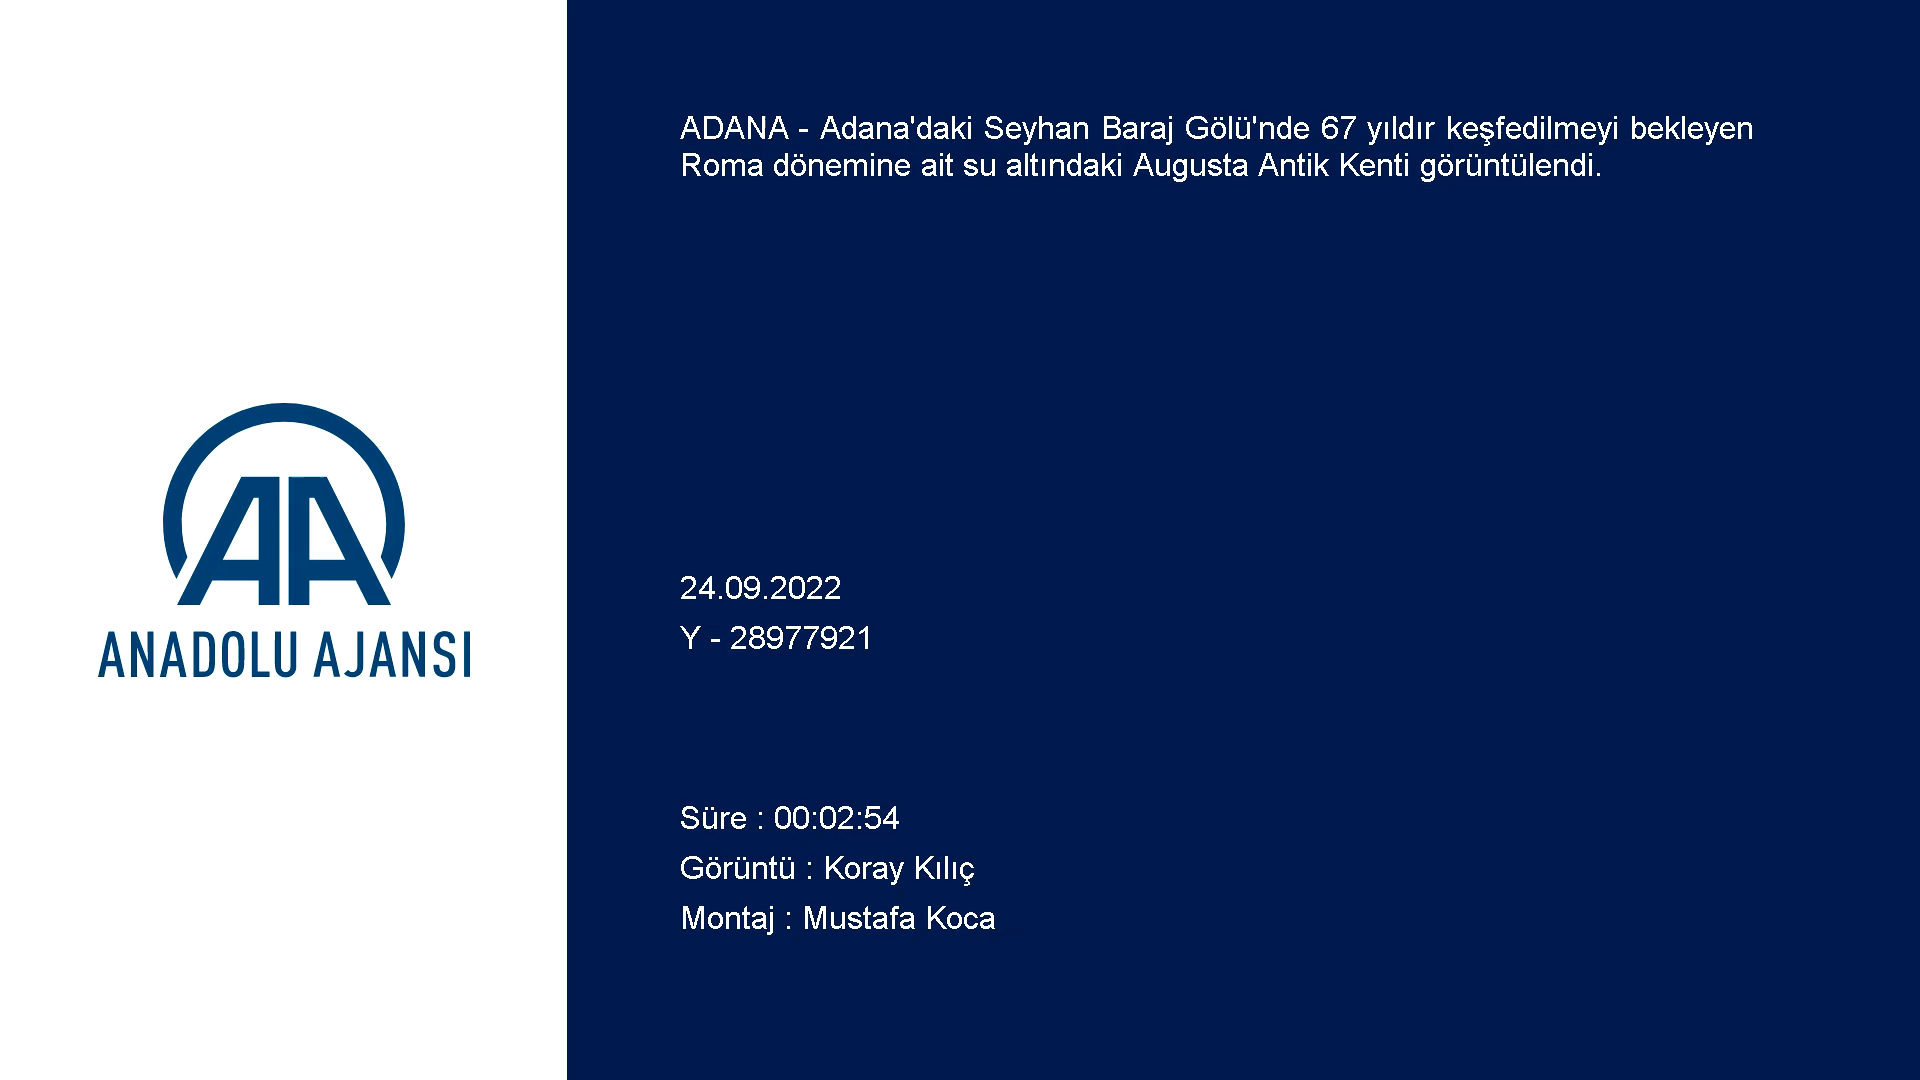 ADANA - Adana'daki Seyhan Baraj Gölü'nde 67 yıldır keşfedilmeyi bekleyen
Roma dönemine ait su altındaki Augusta Antik Kenti görüntülendi.
AA
ANADOLU AJANSI
24.09.2022
Y - 28977921
Süre : 00:02:54
Görüntü : Koray Kılıç
Montaj : Mustafa Koca